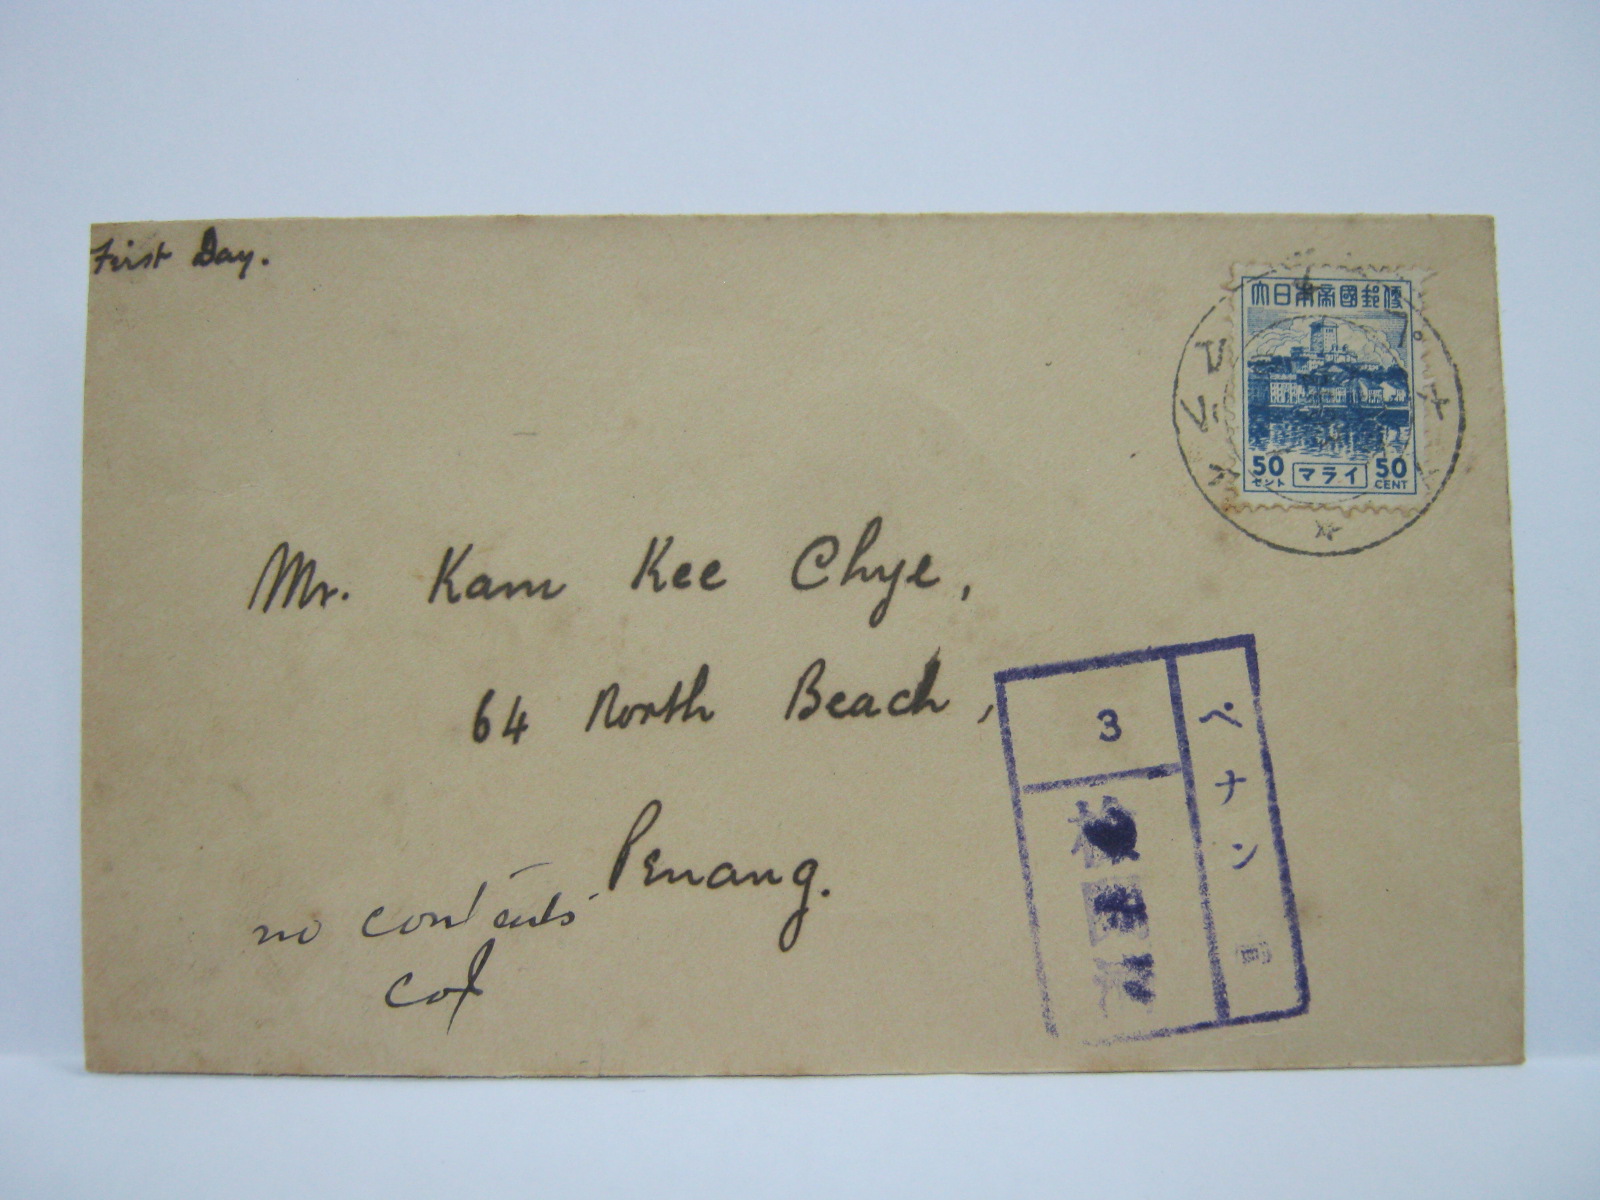 First Day.
大日本帝國郵便
50 マライ 50
セント CENT
Mr. Kam Kee Chye,
64 North Beach,
Penang.
no contents
3
ペナン